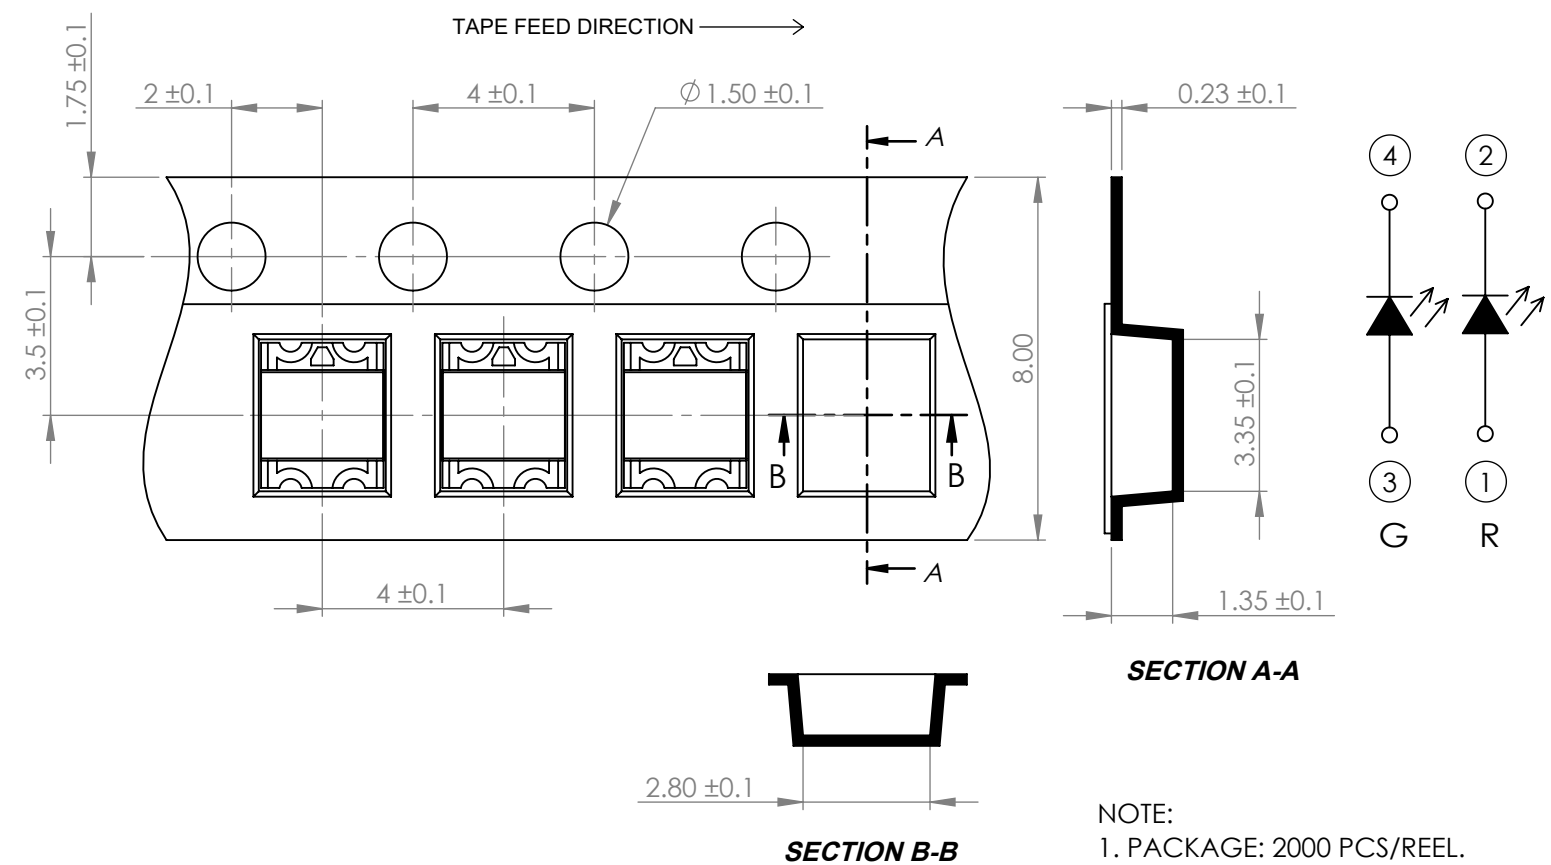 TAPE FEED DIRECTION
1.75 ±0.1
2 ±0.1
4 ±0.1
∅1.50 ±0.1
0.23 ±0.1
A
4
2
3.5 ±0.1
8.00
3.35 ±0.1
B
B
3
1
G
R
A
4 ±0.1
1.35 ±0.1
SECTION A-A
2.80 ±0.1
NOTE:
SECTION B-B
1. PACKAGE: 2000 PCS/REEL.